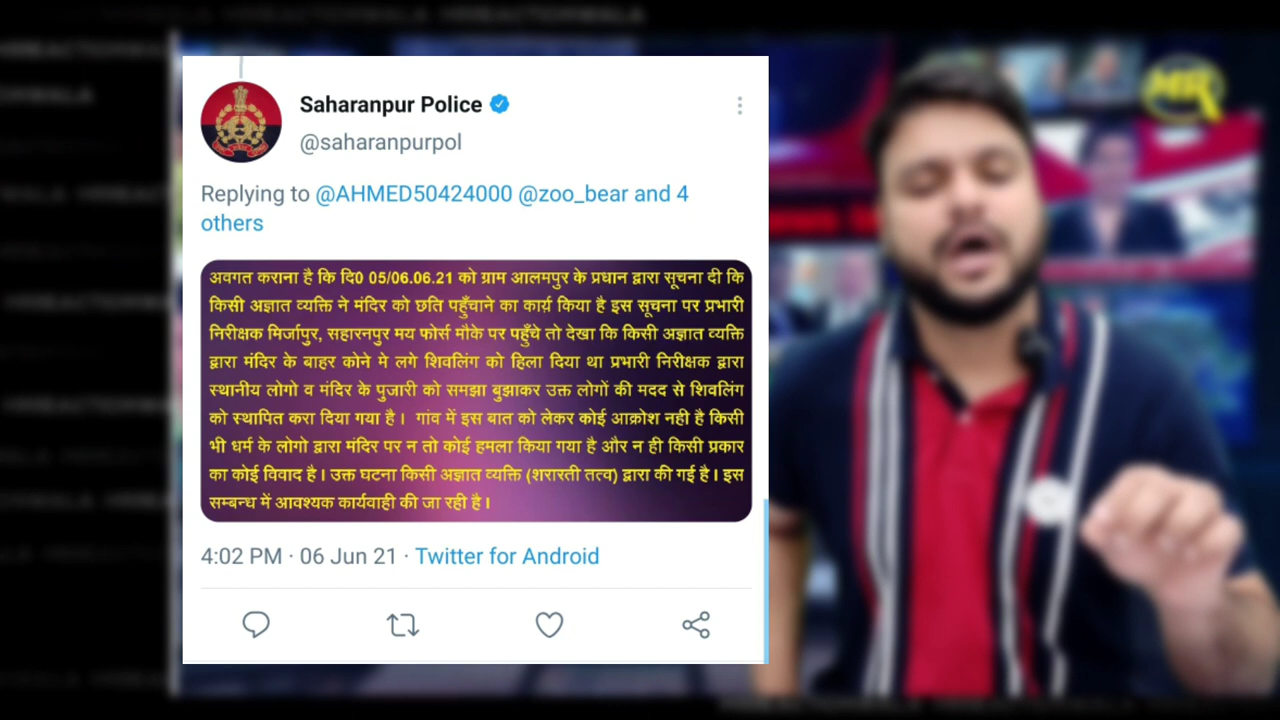 Saharanpur Police
@saharanpurpol
Replying to @AHMED50424000 @zoo_bear and 4
others
अवगत कराना है कि दि0 05/06.06.21 को ग्राम आलमपुर के प्रधान द्वारा सूचना दी कि
किसी अज्ञात व्यक्ति ने मंदिर को छति पहुँचाने का कार्य किया है इस सूचना पर प्रभारी
निरीक्षक मिर्जापुर, सहारनपुर मय फोर्स मौके पर पहुँचे तो देखा कि किसी अज्ञात व्यक्ति
द्वारा मंदिर के बाहर कोने मे लगे शिवलिंग को हिला दिया था प्रभारी निरीक्षक द्वारा
स्थानीय लोगो व मंदिर के पुजारी को समझा बुझाकर उक्त लोगों की मदद से शिवलिंग
को स्थापित करा दिया गया है। गांव में इस बात को लेकर कोई आक्रोश नही है किसी
भी धर्म के लोगो द्वारा मंदिर पर न तो कोई हमला किया गया है और न ही किसी प्रकार
का कोई विवाद है। उक्त घटना किसी अज्ञात व्यक्ति (शरारती तत्व) द्वारा की गई है। इस
सम्बन्ध में आवश्यक कार्यवाही की जा रही है।
4:02 PM · 06 Jun 21 · Twitter for Android